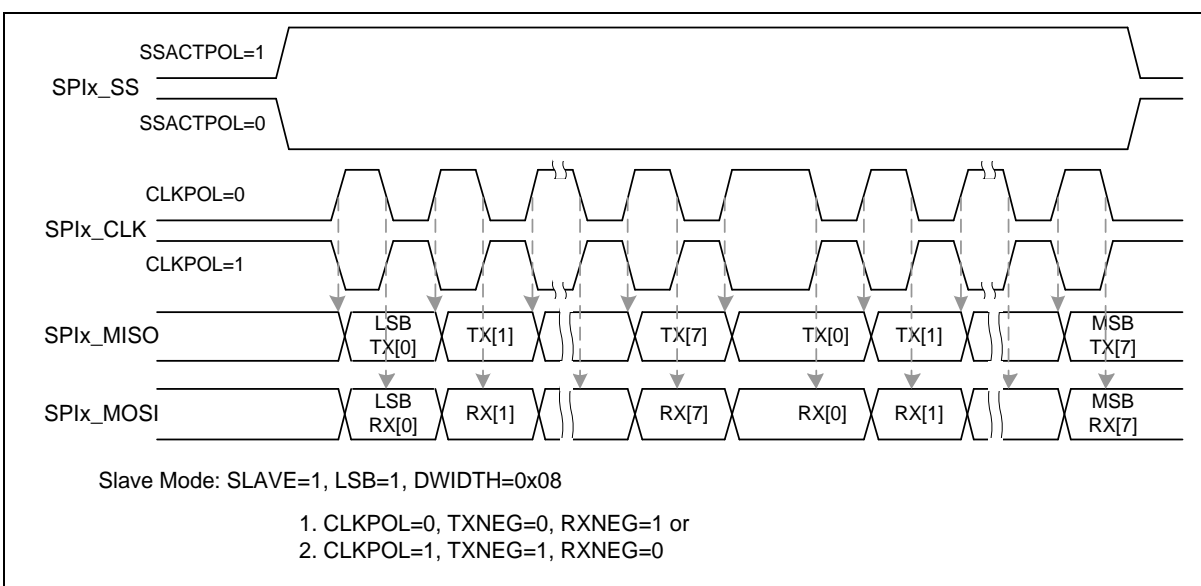 SSACTPOL=1
SPIx_SS
SSACTPOL=0
CLKPOL=0
SPIx_CLK
CLKPOL=1
SPIx_MISO
LSB
TX[0]
TX[1]
TX[7]
TX[0]
TX[1]
MSB
TX[7]
SPIx_MOSI
LSB
RX[0]
RX[1]
RX[7]
RX[0]
RX[1]
MSB
RX[7]
Slave Mode: SLAVE=1, LSB=1, DWIDTH=0x08
1. CLKPOL=0, TXNEG=0, RXNEG=1 or
2. CLKPOL=1, TXNEG=1, RXNEG=0